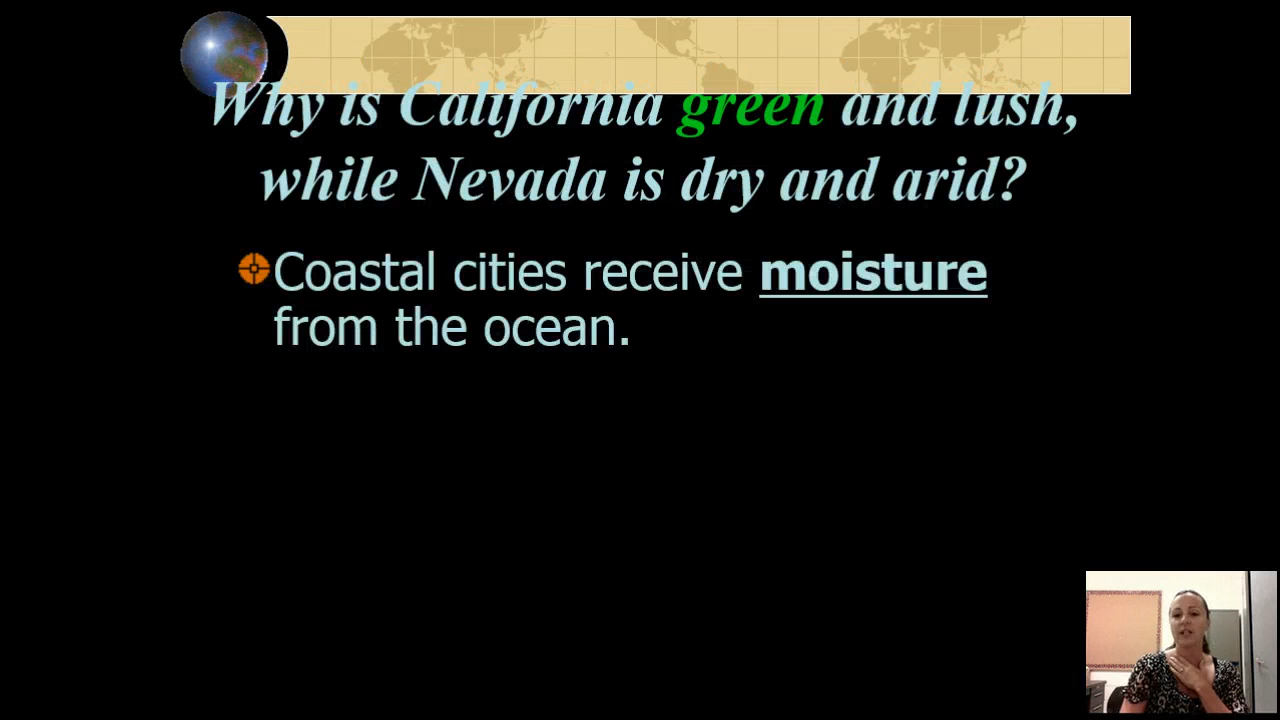 Why is California green and lush,
while Nevada is dry and arid?
Coastal cities receive moisture
from the ocean.